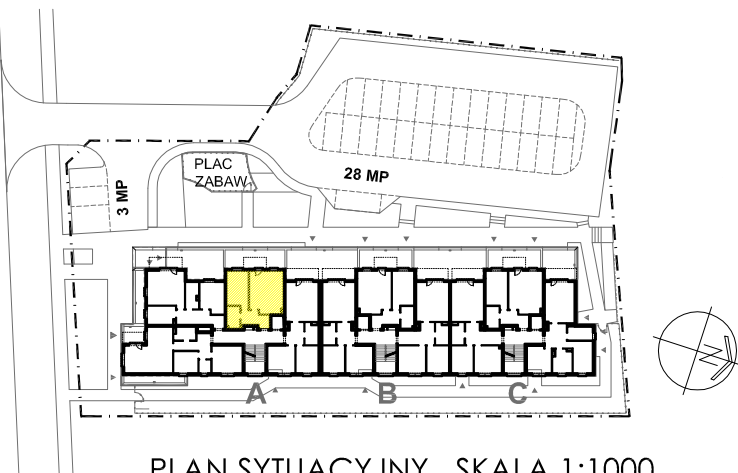 PLAC
ZABAW
28 MP
3 MP
A
B
C
N
PLAN SYTUACYJNY SKALA 1:1000